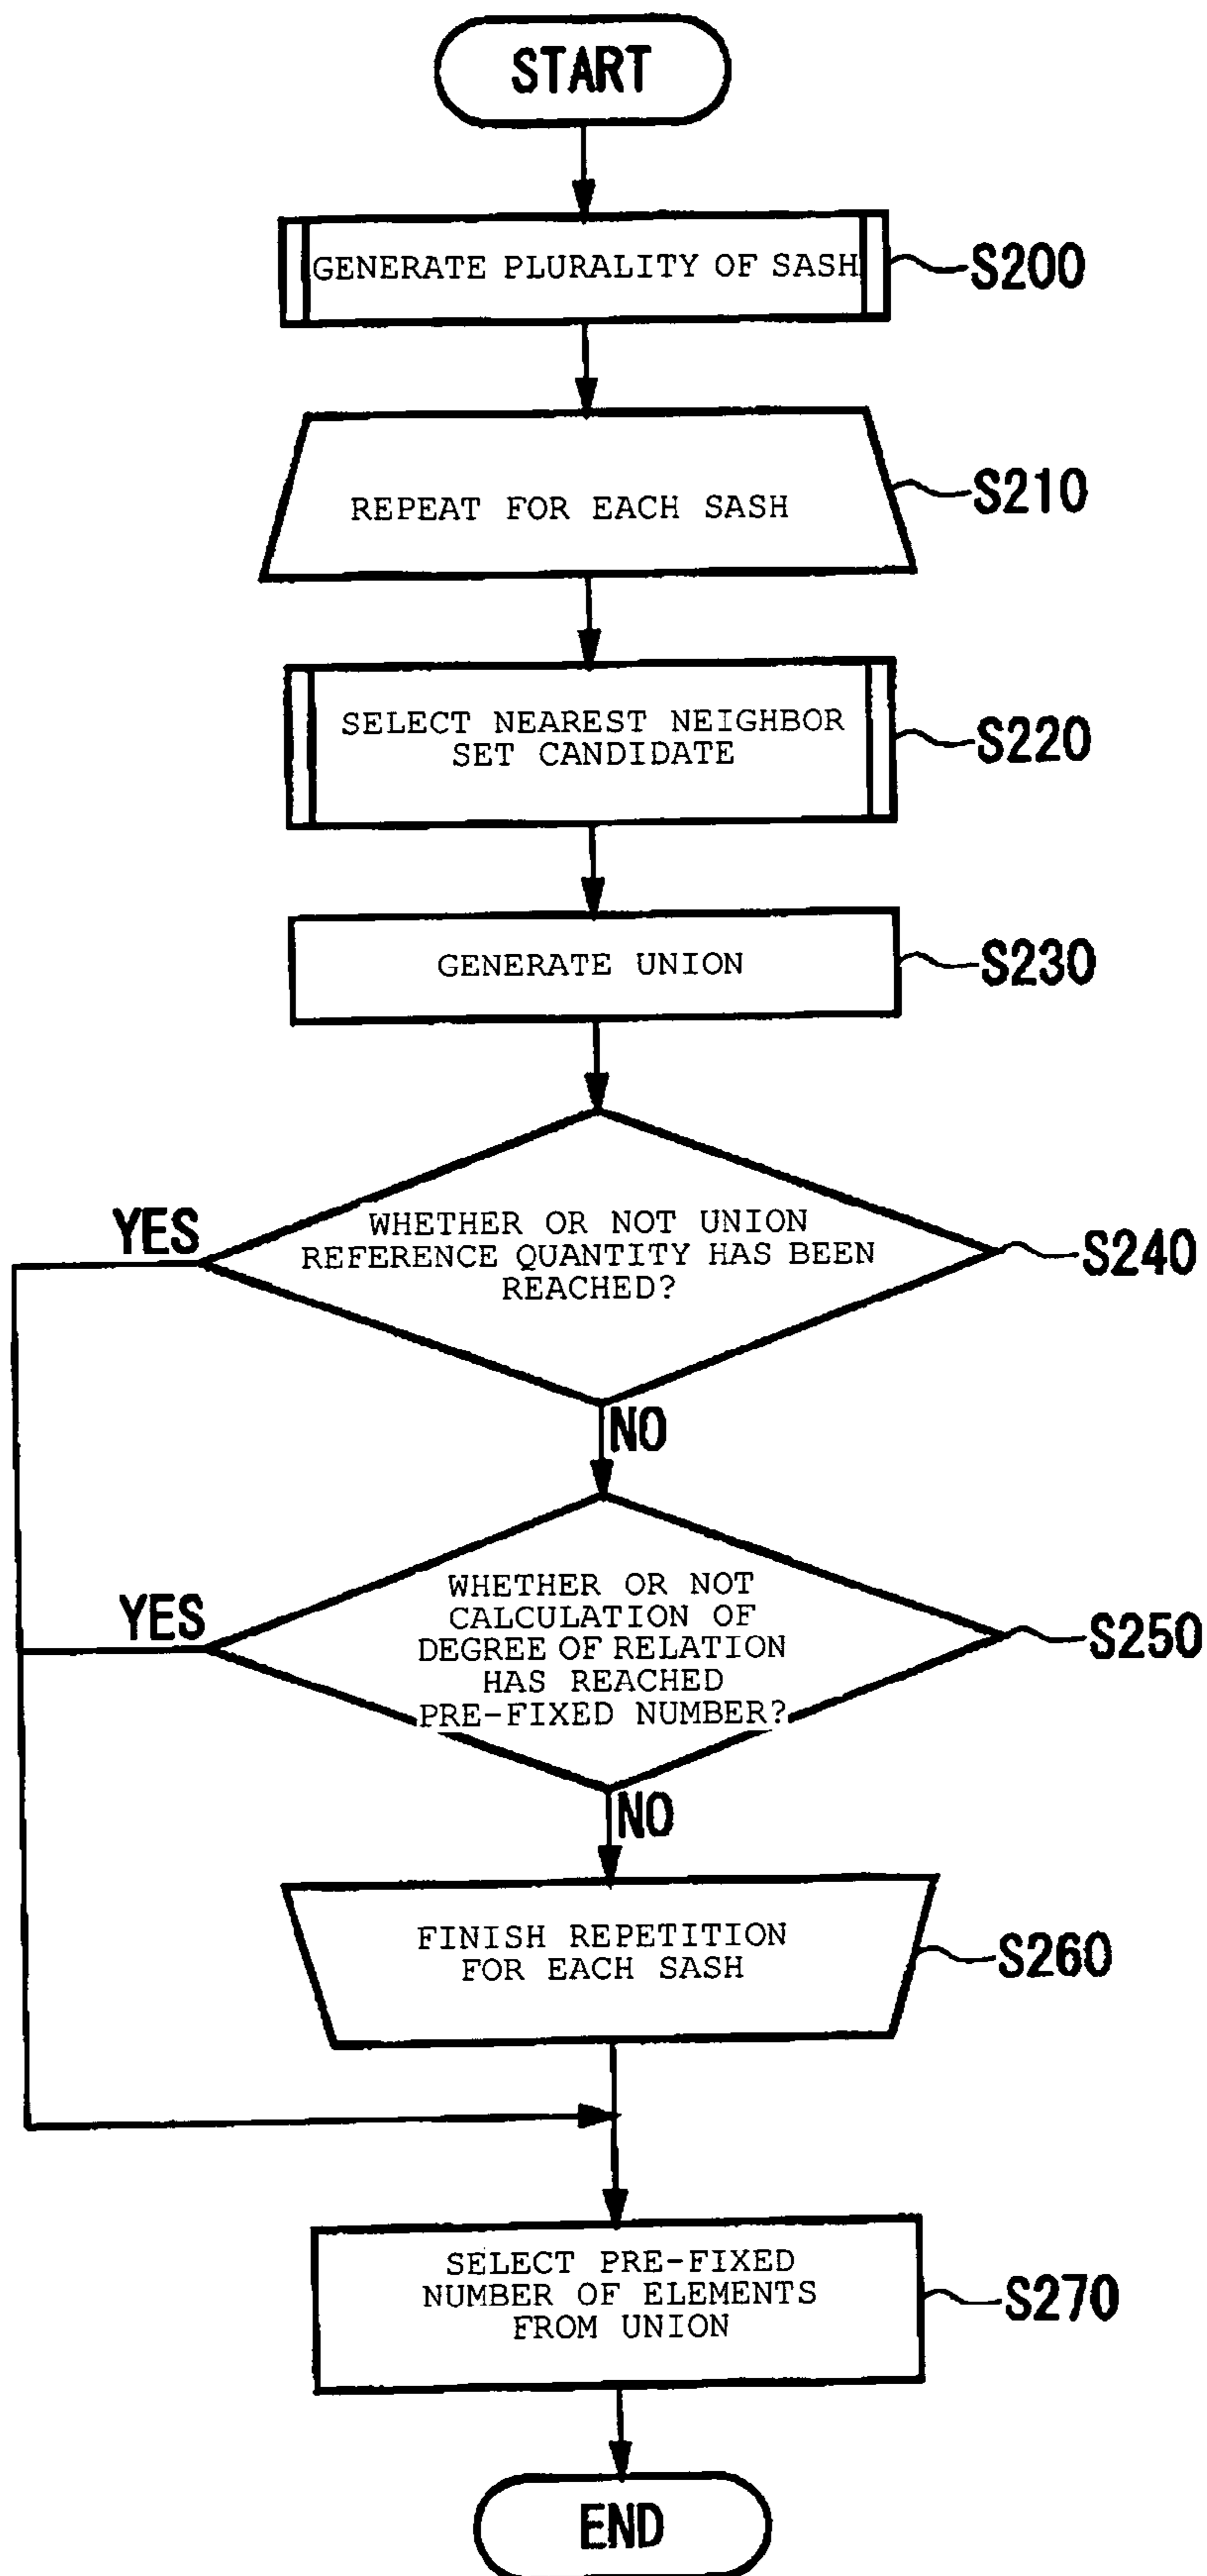 START
GENERATE PLURALITY OF SASH
S200
REPEAT FOR EACH SASH
S210
SELECT NEAREST NEIGHBOR
SET CANDIDATE
S220
GENERATE UNION
S230
YES
WHETHER OR NOT UNION
REFERENCE QUANTITY HAS BEEN
REACHED?
S240
NO
YES
WHETHER OR NOT
CALCULATION OF
DEGREE OF RELATION
HAS REACHED
PRE-FIXED NUMBER?
S250
NO
FINISH REPETITION
FOR EACH SASH
S260
SELECT PRE-FIXED
NUMBER OF ELEMENTS
FROM UNION
S270
END